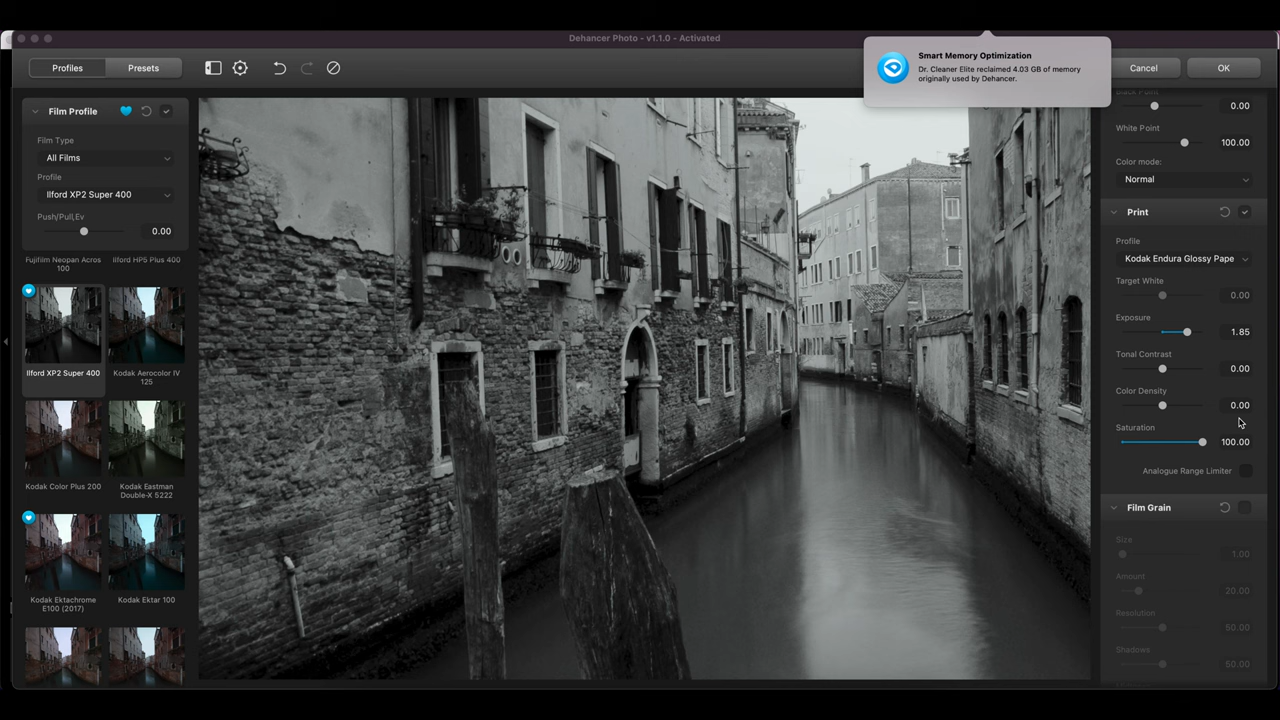 Dehancer Photo - v1.1.0 - Activated
Smart Memory Optimization
Dr. Cleaner Elite reclaimed 4.03 GB of memory
originally used by Dehancer.
Profiles
Presets
Cancel
OK
Film Profile
Film Type
All Films
Profile
Ilford XP2 Super 400
Push/Pull,Ev
0.00
Fujifilm Neopan Acros
100
Ilford HP5 Plus 400
Ilford XP2 Super 400
Kodak Aerocolor IV
125
Kodak Color Plus 200
Kodak Eastman
Double-X 5222
Kodak Ektachrome
E100 (2017)
Kodak Ektar 100
Black Point
0.00
White Point
100.00
Color mode:
Normal
Print
Profile
Kodak Endura Glossy Pape
Target White
0.00
Exposure
1.85
Tonal Contrast
0.00
Color Density
0.00
Saturation
100.00
Analogue Range Limiter
Film Grain
Size
1.00
Amount
20.00
Resolution
50.00
Shadows
50.00